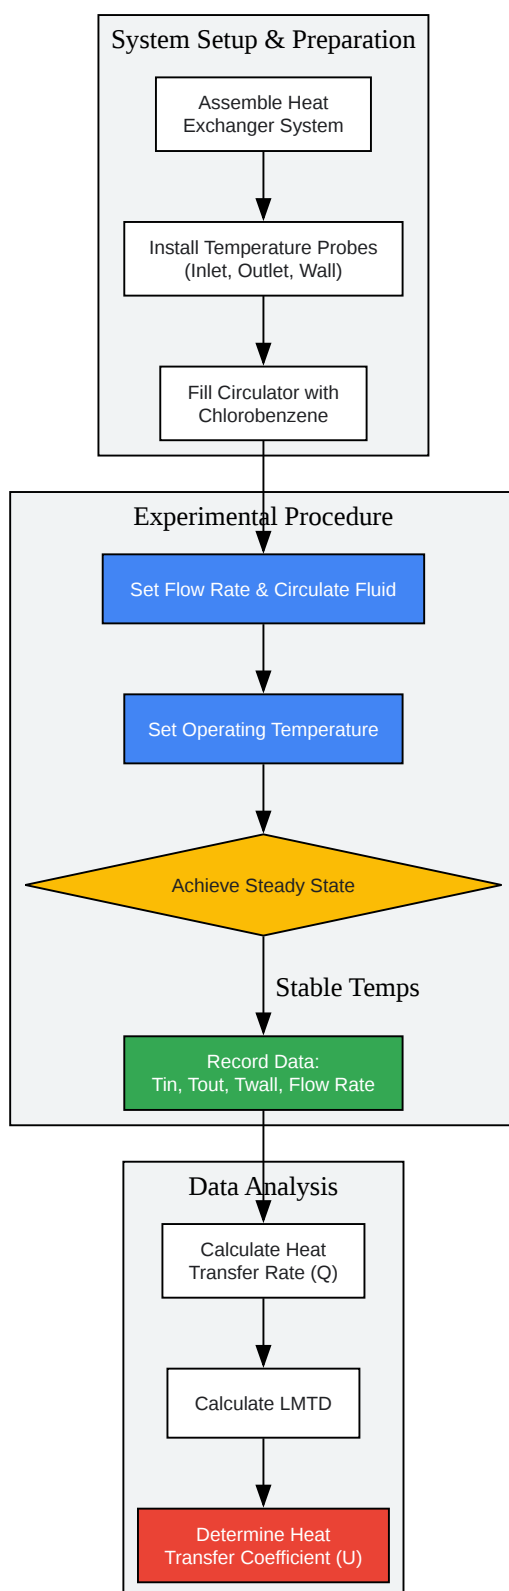 System Setup & Preparation
Assemble Heat
Exchanger System
Install Temperature Probes
(Inlet, Outlet, Wall)
Fill Circulator with
Chlorobenzene
Experimental Procedure
Set Flow Rate & Circulate Fluid
Set Operating Temperature
Achieve Steady State
Stable Temps
Record Data:
Tin, Tout, Twall, Flow Rate
Data Analysis
Calculate Heat
Transfer Rate (Q)
Calculate LMTD
Determine Heat
Transfer Coefficient (U)